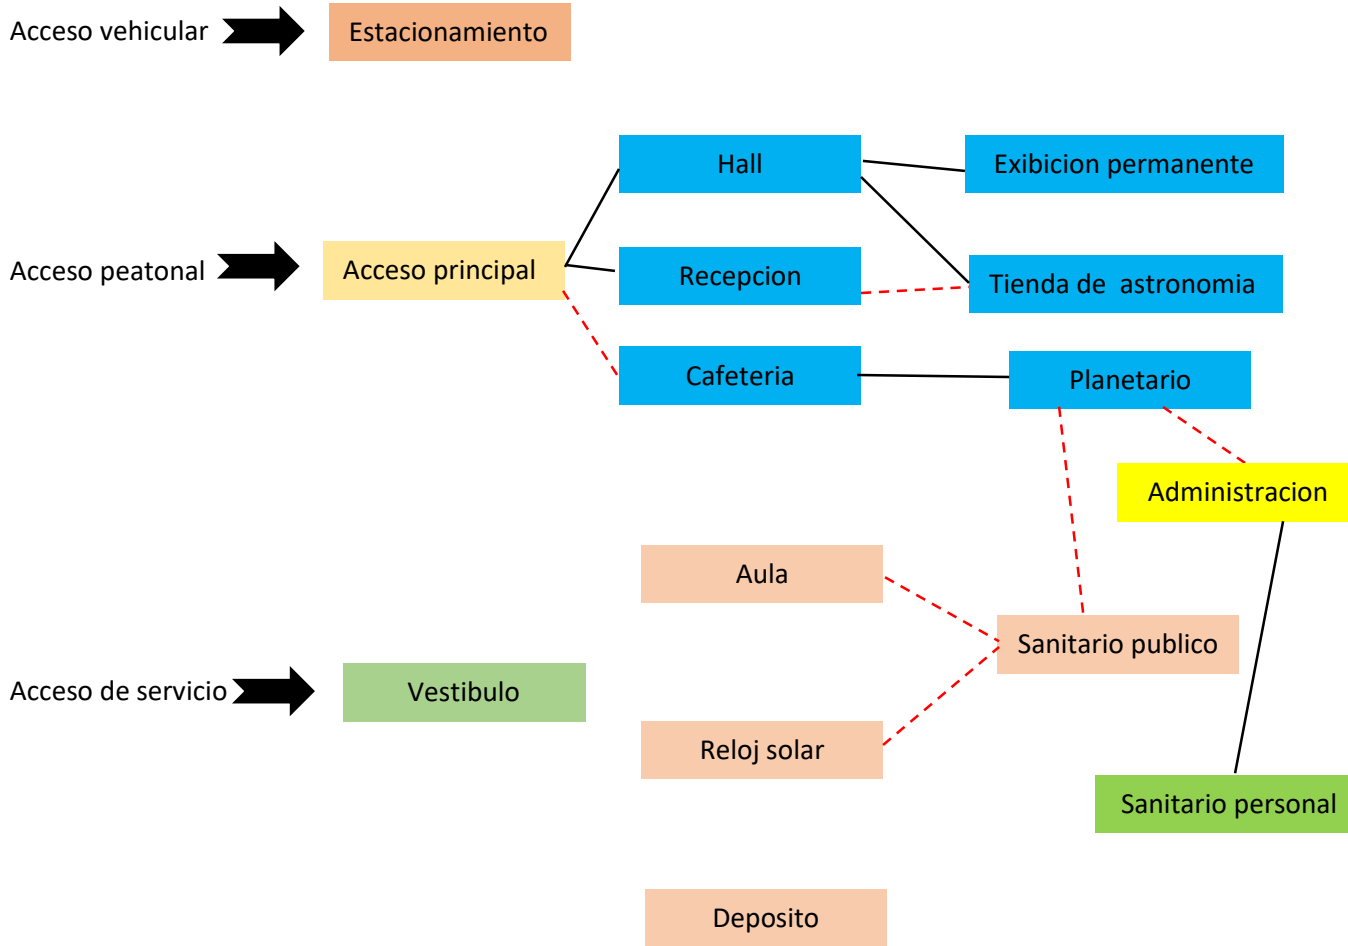 Acceso vehicular
Estacionamiento
Hall
Exibicion permanente
Acceso peatonal
Acceso principal
Recepcion
Tienda de astronomia
Cafeteria
Planetario
Administracion
Aula
Sanitario publico
Acceso de servicio
Vestibulo
Reloj solar
Sanitario personal
Deposito